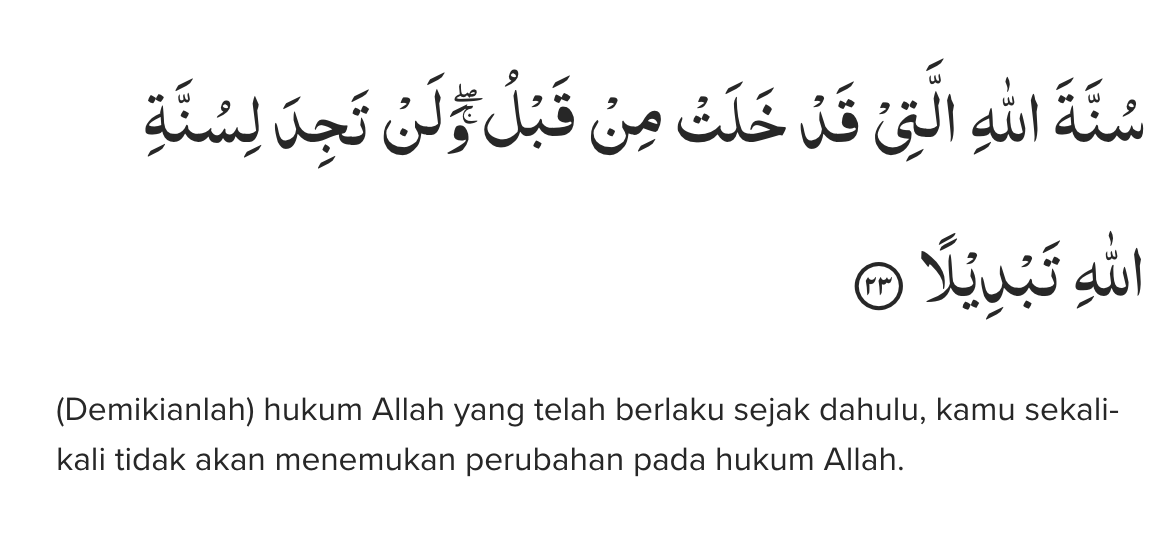 سُنَّةَ اللّٰهِ الَّتِيْ قَدْ خَلَتْ مِنْ قَبْلُ ۖوَلَنْ تَجِدَ لِسُنَّةِ
اللّٰهِ تَبْدِيْلًا ٢٣
(Demikianlah) hukum Allah yang telah berlaku sejak dahulu, kamu sekali-
kali tidak akan menemukan perubahan pada hukum Allah.